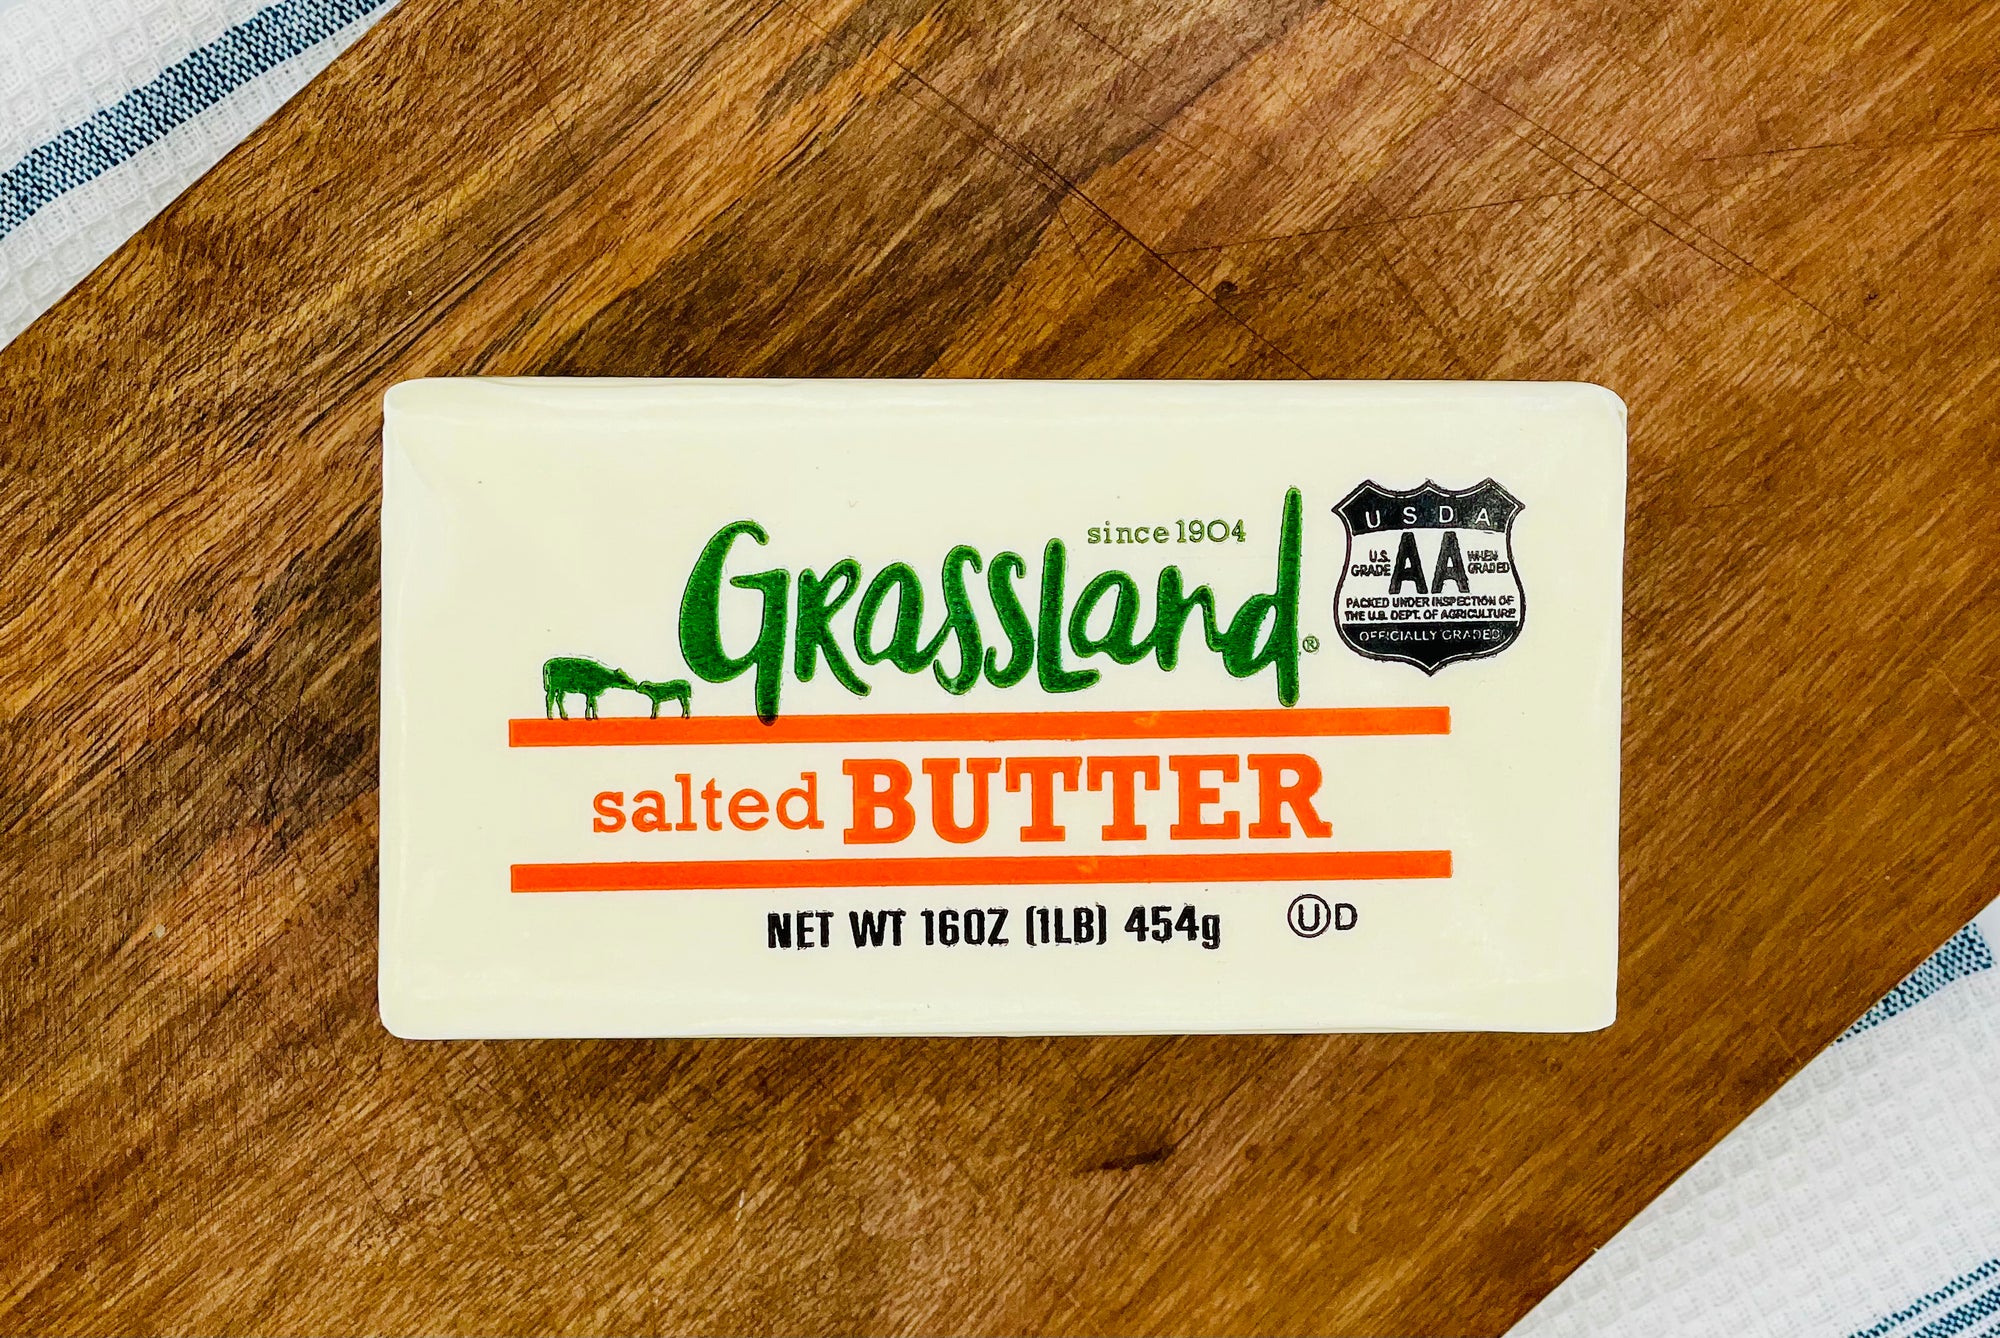 since 1904
Grassland®
salted BUTTER
NET WT 16OZ (1LB) 454g
U D
USDA
U.S. GRADE AA WHEN GRADED
PACKED UNDER INSPECTION OF
THE U.S. DEPT. OF AGRICULTURE
OFFICIALLY GRADED